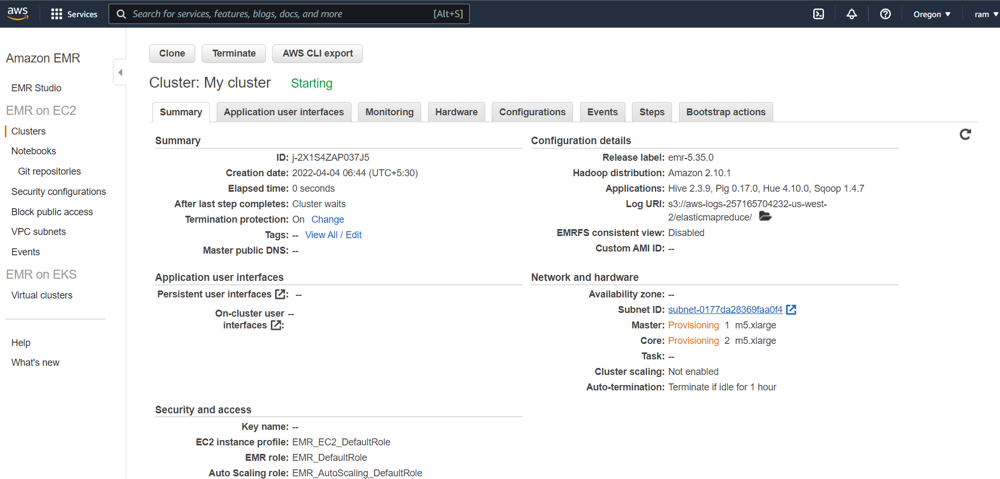 aws
Services
Search for services, features, blogs, docs, and more
[Alt+S]
Oregon
ram
Amazon EMR
EMR Studio
EMR on EC2
Clusters
Notebooks
Git repositories
Security configurations
Block public access
VPC subnets
Events
EMR on EKS
Virtual clusters
Help
What's new
Clone
Terminate
AWS CLI export
Cluster: My cluster
Starting
Summary
Application user interfaces
Monitoring
Hardware
Configurations
Events
Steps
Bootstrap actions
Summary
ID: j-2X1S4ZAP037J5
Creation date: 2022-04-04 06:44 (UTC+5:30)
Elapsed time: 0 seconds
After last step completes: Cluster waits
Termination protection: On Change
Tags: -- View All / Edit
Master public DNS: --
Configuration details
Release label: emr-5.35.0
Hadoop distribution: Amazon 2.10.1
Applications: Hive 2.3.9, Pig 0.17.0, Hue 4.10.0, Sqoop 1.4.7
Log URI: s3://aws-logs-257165704232-us-west-
2/elasticmapreduce/
EMRFS consistent view: Disabled
Custom AMI ID: --
Application user interfaces
Persistent user interfaces : --
On-cluster user --
interfaces :
Network and hardware
Availability zone: --
Subnet ID: subnet-0177da28369faa0f4
Master: Provisioning 1 m5.xlarge
Core: Provisioning 2 m5.xlarge
Task: --
Cluster scaling: Not enabled
Auto-termination: Terminate if idle for 1 hour
Security and access
Key name: --
EC2 instance profile: EMR_EC2_DefaultRole
EMR role: EMR_DefaultRole
Auto Scaling role: EMR_AutoScaling_DefaultRole